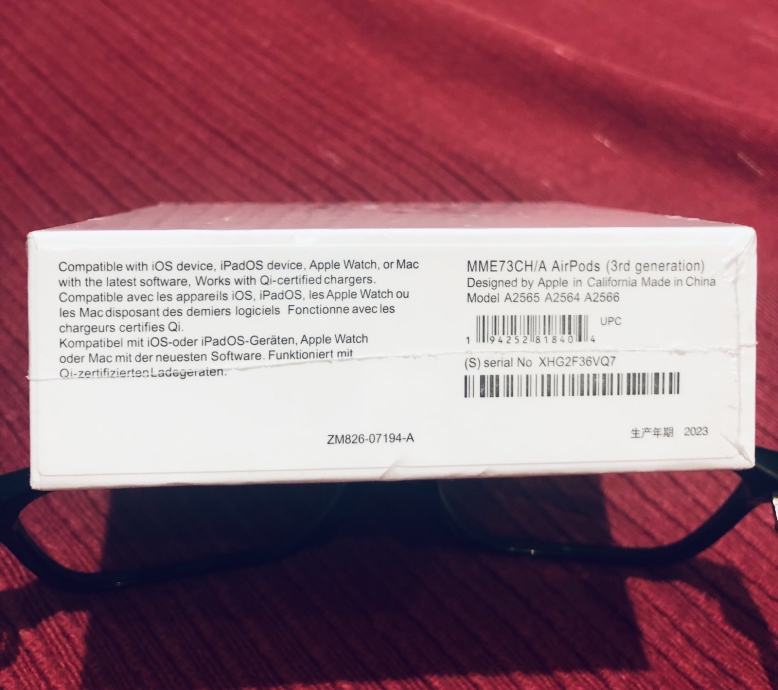 Compatible with iOS device, iPadOS device, Apple Watch, or Mac
with the latest software, Works with Qi-certified chargers.
Compatible avec les appareils iOS, iPadOS, les Apple Watch ou
les Mac disposant des demiers logiciels Fonctionne avec les
chargeurs certifies Qi.
Kompatibel mit iOS-oder iPadOS-Geräten, Apple Watch
oder Mac mit der neuesten Software. Funktioniert mit
Qi-zertifizierten Ladegeräten.
ZM826-07194-A
MME73CH/A AirPods (3rd generation)
Designed by Apple in California Made in China
Model A2565 A2564 A2566
UPC
1 94252 81840 4
(S) serial No XHG2F36VQ7
生产年期 2023